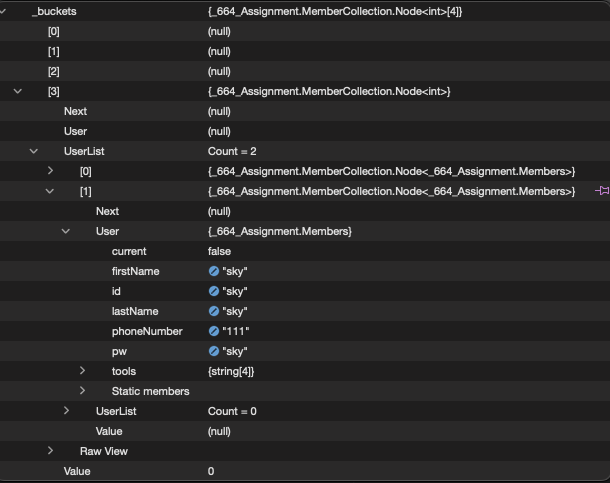 _buckets {_664_Assignment.MemberCollection.Node<int>[4]}
[0] (null)
[1] (null)
[2] (null)
[3] {_664_Assignment.MemberCollection.Node<int>}
Next (null)
User (null)
UserList Count = 2
[0] {_664_Assignment.MemberCollection.Node<_664_Assignment.Members>}
[1] {_664_Assignment.MemberCollection.Node<_664_Assignment.Members>}
Next (null)
User {_664_Assignment.Members}
current false
firstName "sky"
id "sky"
lastName "sky"
phoneNumber "111"
pw "sky"
tools {string[4]}
Static members
UserList Count = 0
Value (null)
Raw View
Value 0